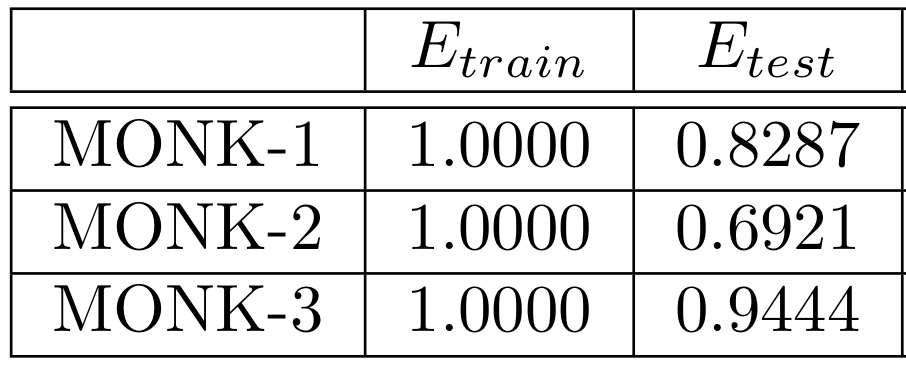 E_train E_test
MONK-1 1.0000 0.8287
MONK-2 1.0000 0.6921
MONK-3 1.0000 0.9444